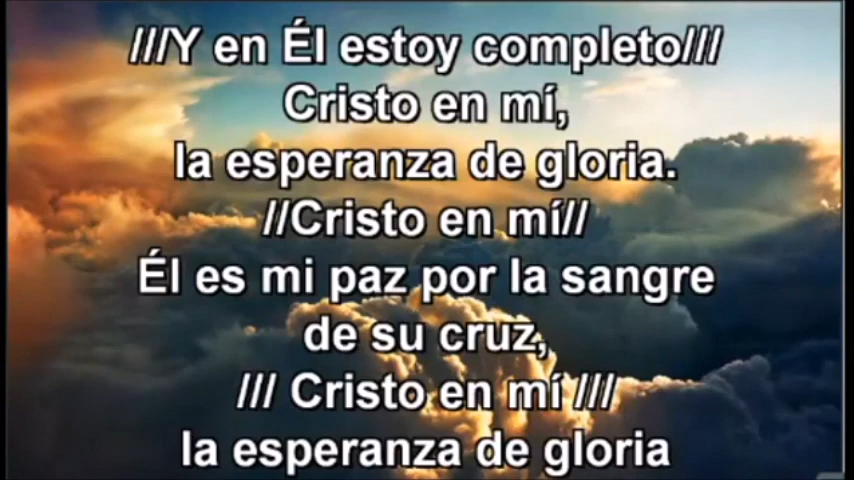 ///Y en Él estoy completo///
Cristo en mí,
la esperanza de gloria.
//Cristo en mí//
Él es mi paz por la sangre
de su cruz,
/// Cristo en mí ///
la esperanza de gloria